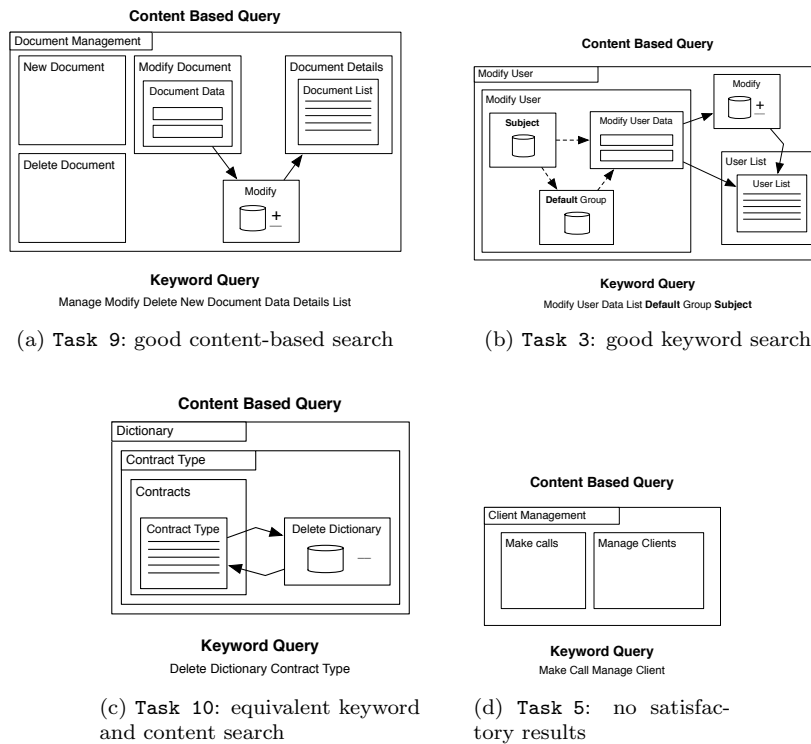 Content Based Query
Document Management
New Document
Modify Document
Document Details
Document Data
Document List
Delete Document
Modify
+
Keyword Query
Manage Modify Delete New Document Data Details List
(a) Task 9: good content-based search
Content Based Query
Modify User
Modify
Modify User
+
Subject
Modify User Data
User List
User List
Default Group
Keyword Query
Modify User Data List Default Group Subject
(b) Task 3: good keyword search
Content Based Query
Dictionary
Contract Type
Contracts
Contract Type
Delete Dictionary
Keyword Query
Delete Dictionary Contract Type
(c) Task 10: equivalent keyword
and content search
Content Based Query
Client Management
Make calls
Manage Clients
Keyword Query
Make Call Manage Client
(d) Task 5: no satisfac-
tory results